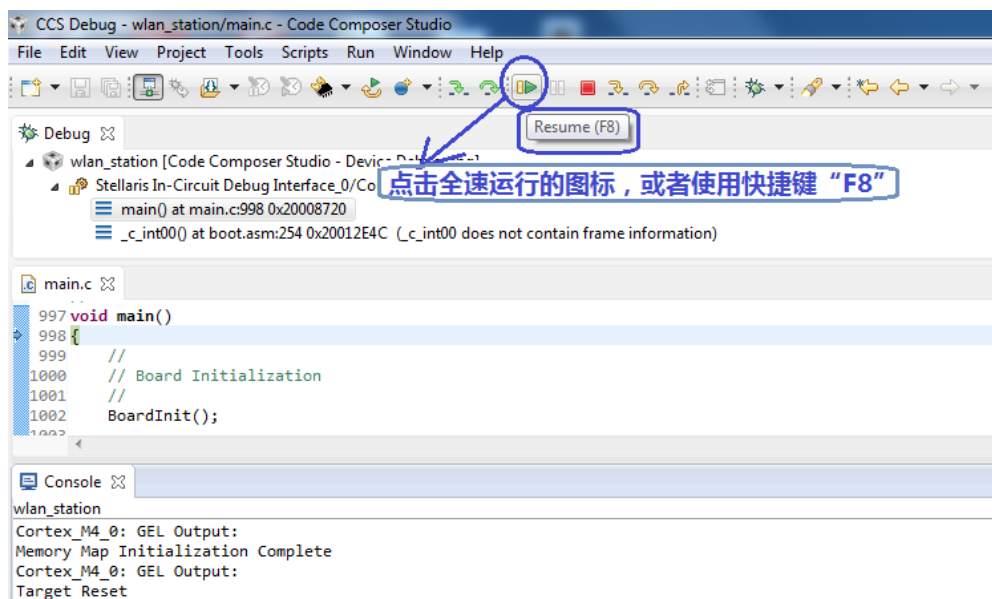 CCS Debug - wlan_station/main.c - Code Composer Studio
File Edit View Project Tools Scripts Run Window Help
Resume (F8)
Debug
wlan_station [Code Composer Studio - Device Debugging]
点击全速运行的图标，或者使用快捷键“F8”
Stellaris In-Circuit Debug Interface_0/Co
main() at main.c:998 0x20008720
_c_int00() at boot.asm:254 0x20012E4C (_c_int00 does not contain frame information)
main.c
997 void main()
998 {
999 //
1000 // Board Initialization
1001 //
1002 BoardInit();
1003
Console
wlan_station
Cortex_M4_0: GEL Output:
Memory Map Initialization Complete
Cortex_M4_0: GEL Output:
Target Reset